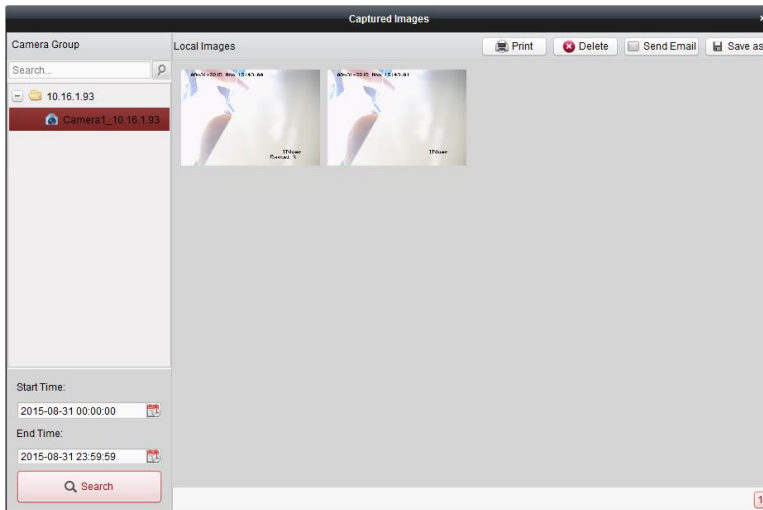 Captured Images
Camera Group
Local Images
Print
Delete
Send Email
Save as
Search...
10.16.1.93
Camera1_10.16.1.93
Start Time:
2015-08-31 00:00:00
End Time:
2015-08-31 23:59:59
Search
1